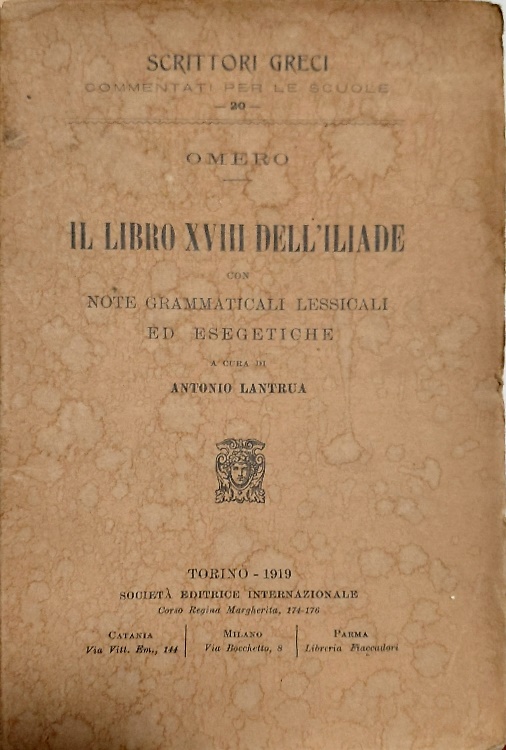 SCRITTORI GRECI
COMMENTATI PER LE SCUOLE
— 20 —
OMERO
IL LIBRO XVIII DELL'ILIADE
CON
NOTE GRAMMATICALI LESSICALI
ED ESEGETICHE
A CURA DI
ANTONIO LANTRUA
TORINO - 1919
SOCIETÀ EDITRICE INTERNAZIONALE
Corso Regina Margherita, 174-176
CATANIA MILANO PARMA
Via Vitt. Em., 144 Via Bocchetto, 8 Libreria Fiaccadori